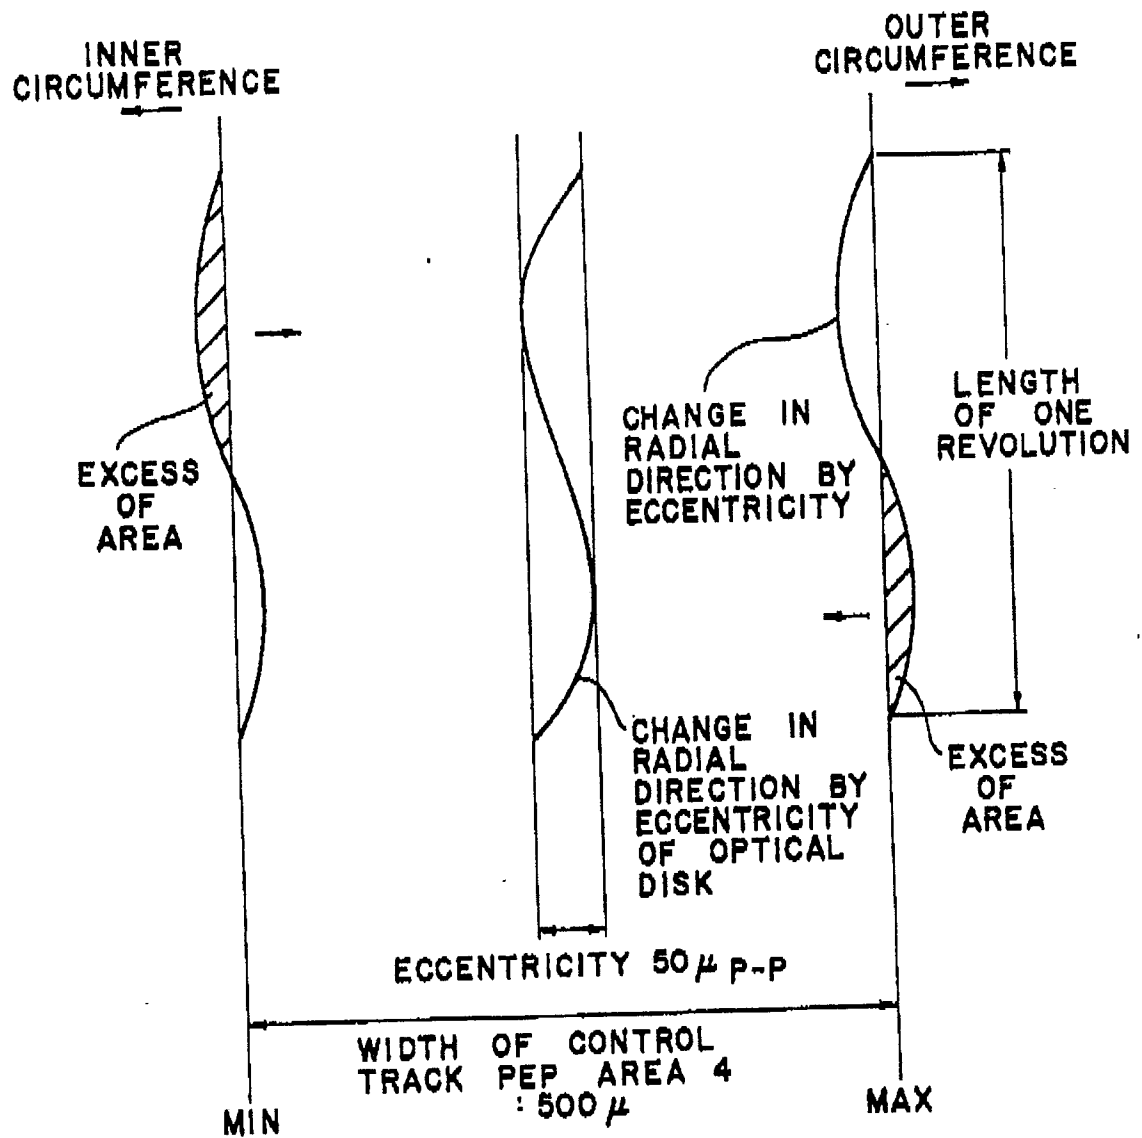 INNER
CIRCUMFERENCE
OUTER
CIRCUMFERENCE
LENGTH
OF ONE
REVOLUTION
CHANGE IN
RADIAL
DIRECTION BY
ECCENTRICITY
EXCESS
OF
AREA
CHANGE IN
RADIAL
DIRECTION BY
ECCENTRICITY
OF OPTICAL
DISK
EXCESS
OF
AREA
ECCENTRICITY 50 μ P-P
WIDTH OF CONTROL
TRACK PEP AREA 4
: 500 μ
MIN
MAX